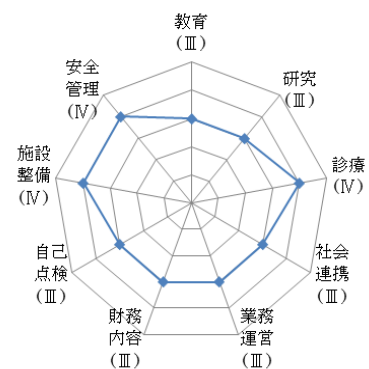 教育
(Ⅲ)
研究
(Ⅲ)
診療
(Ⅳ)
社会
連携
(Ⅲ)
業務
運営
(Ⅲ)
財務
内容
(Ⅲ)
自己
点検
(Ⅲ)
施設
整備
(Ⅳ)
安全
管理
(Ⅳ)